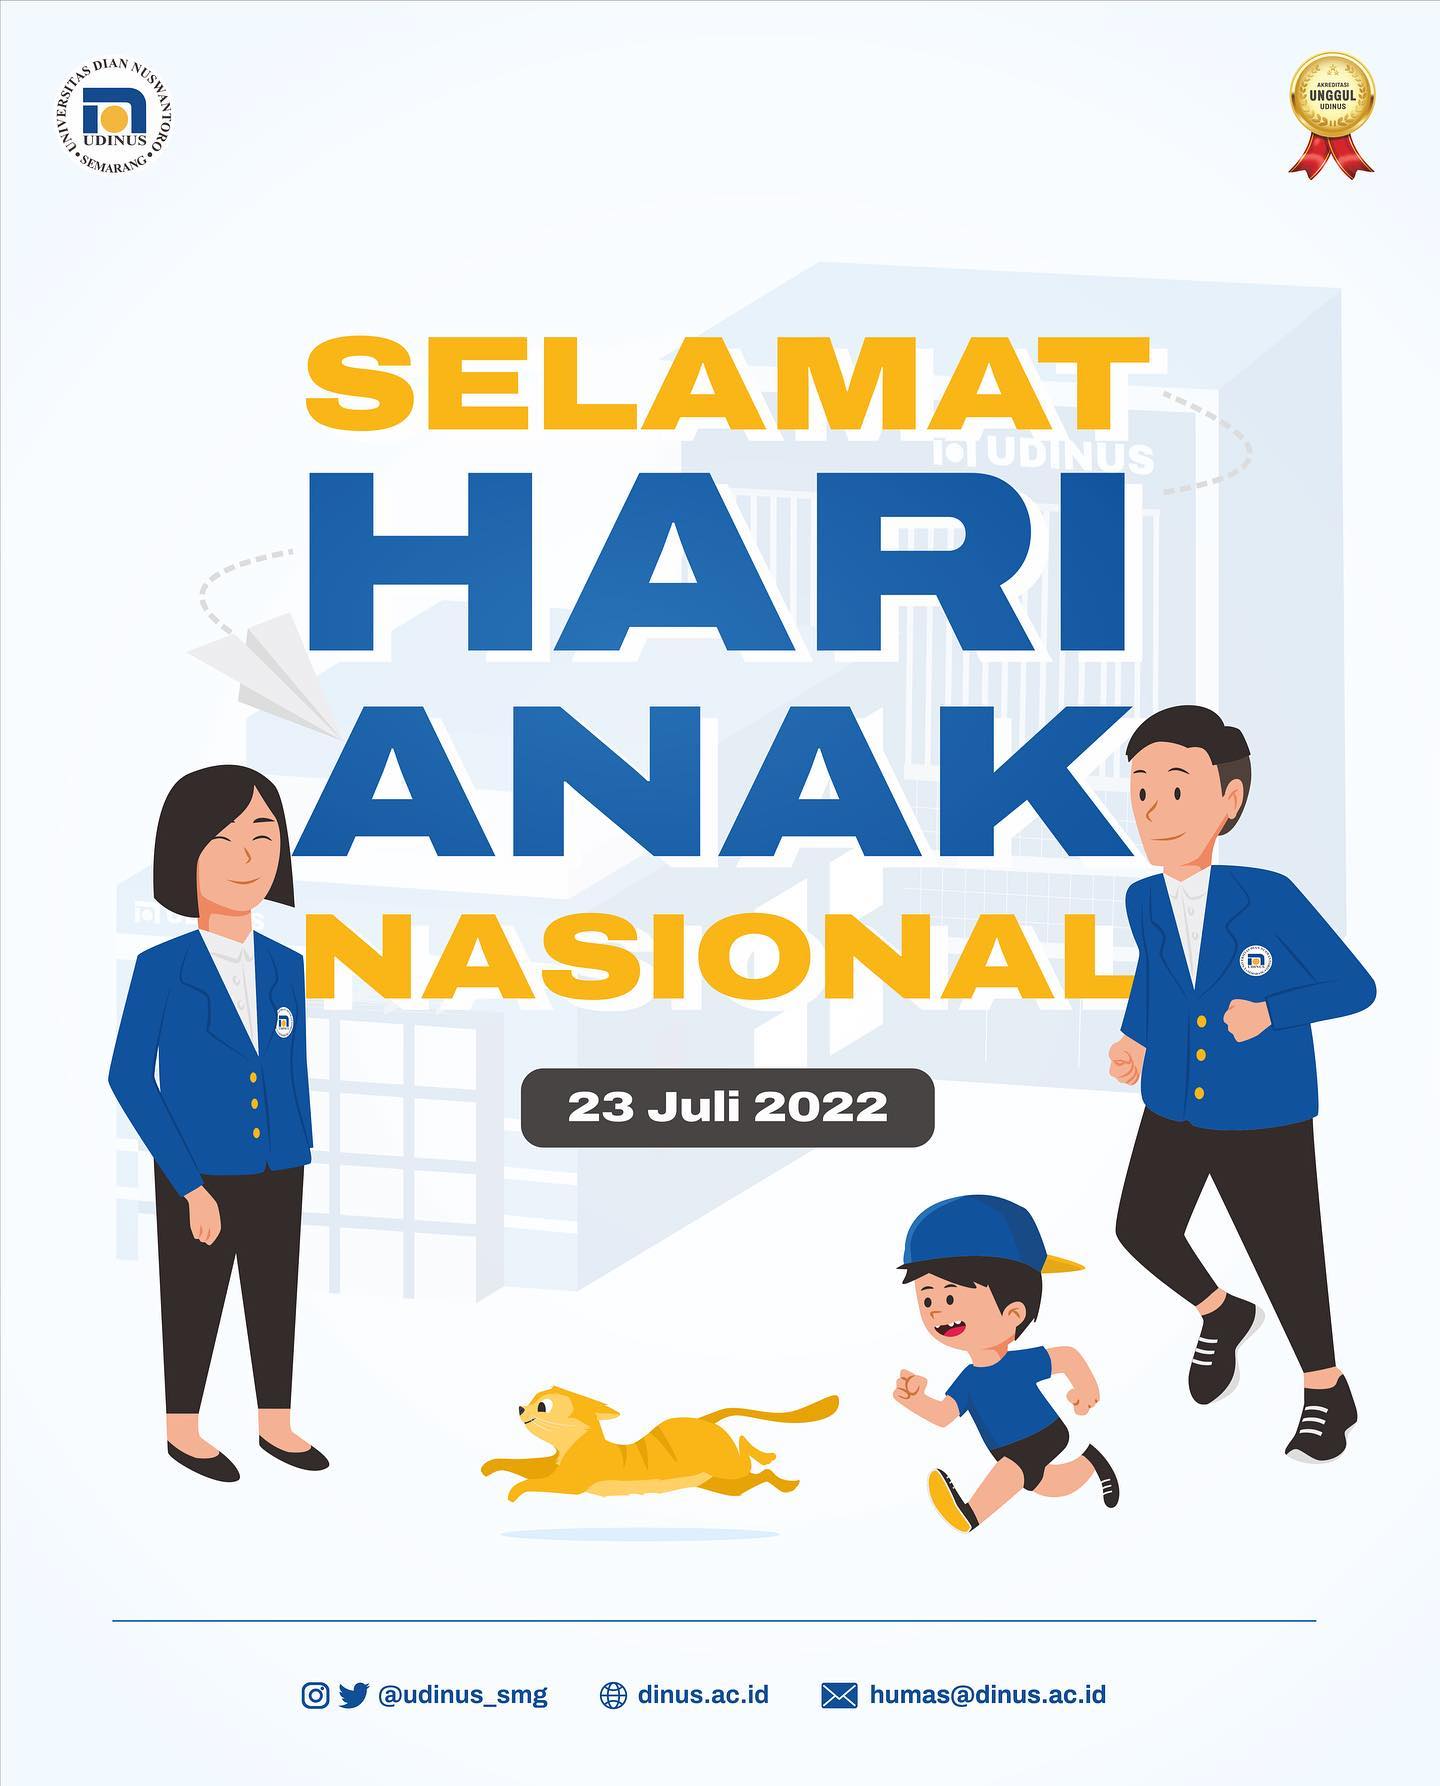 UNIVERSITAS DIAN NUSWANTORO
UDINUS
• SEMARANG •
AKREDITASI
UNGGUL
UDINUS
SELAMAT
UDINUS
HARI
ANAK
NASIONAL
23 Juli 2022
@udinus_smg
dinus.ac.id
humas@dinus.ac.id